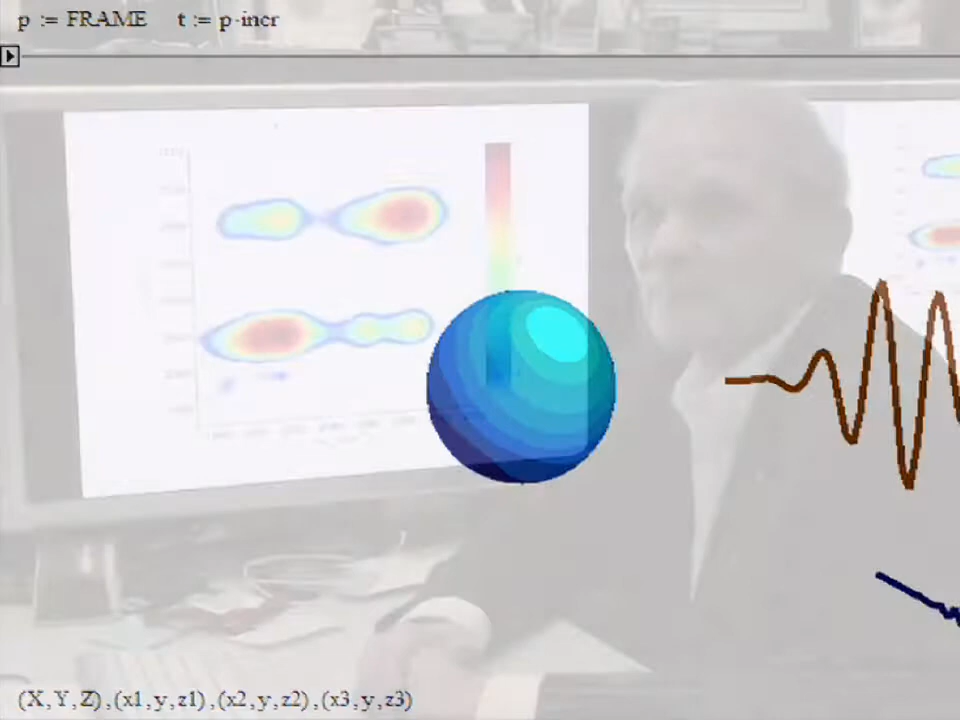 p := FRAME t := p·incr
(X,Y,Z),(x1,y,z1),(x2,y,z2),(x3,y,z3)